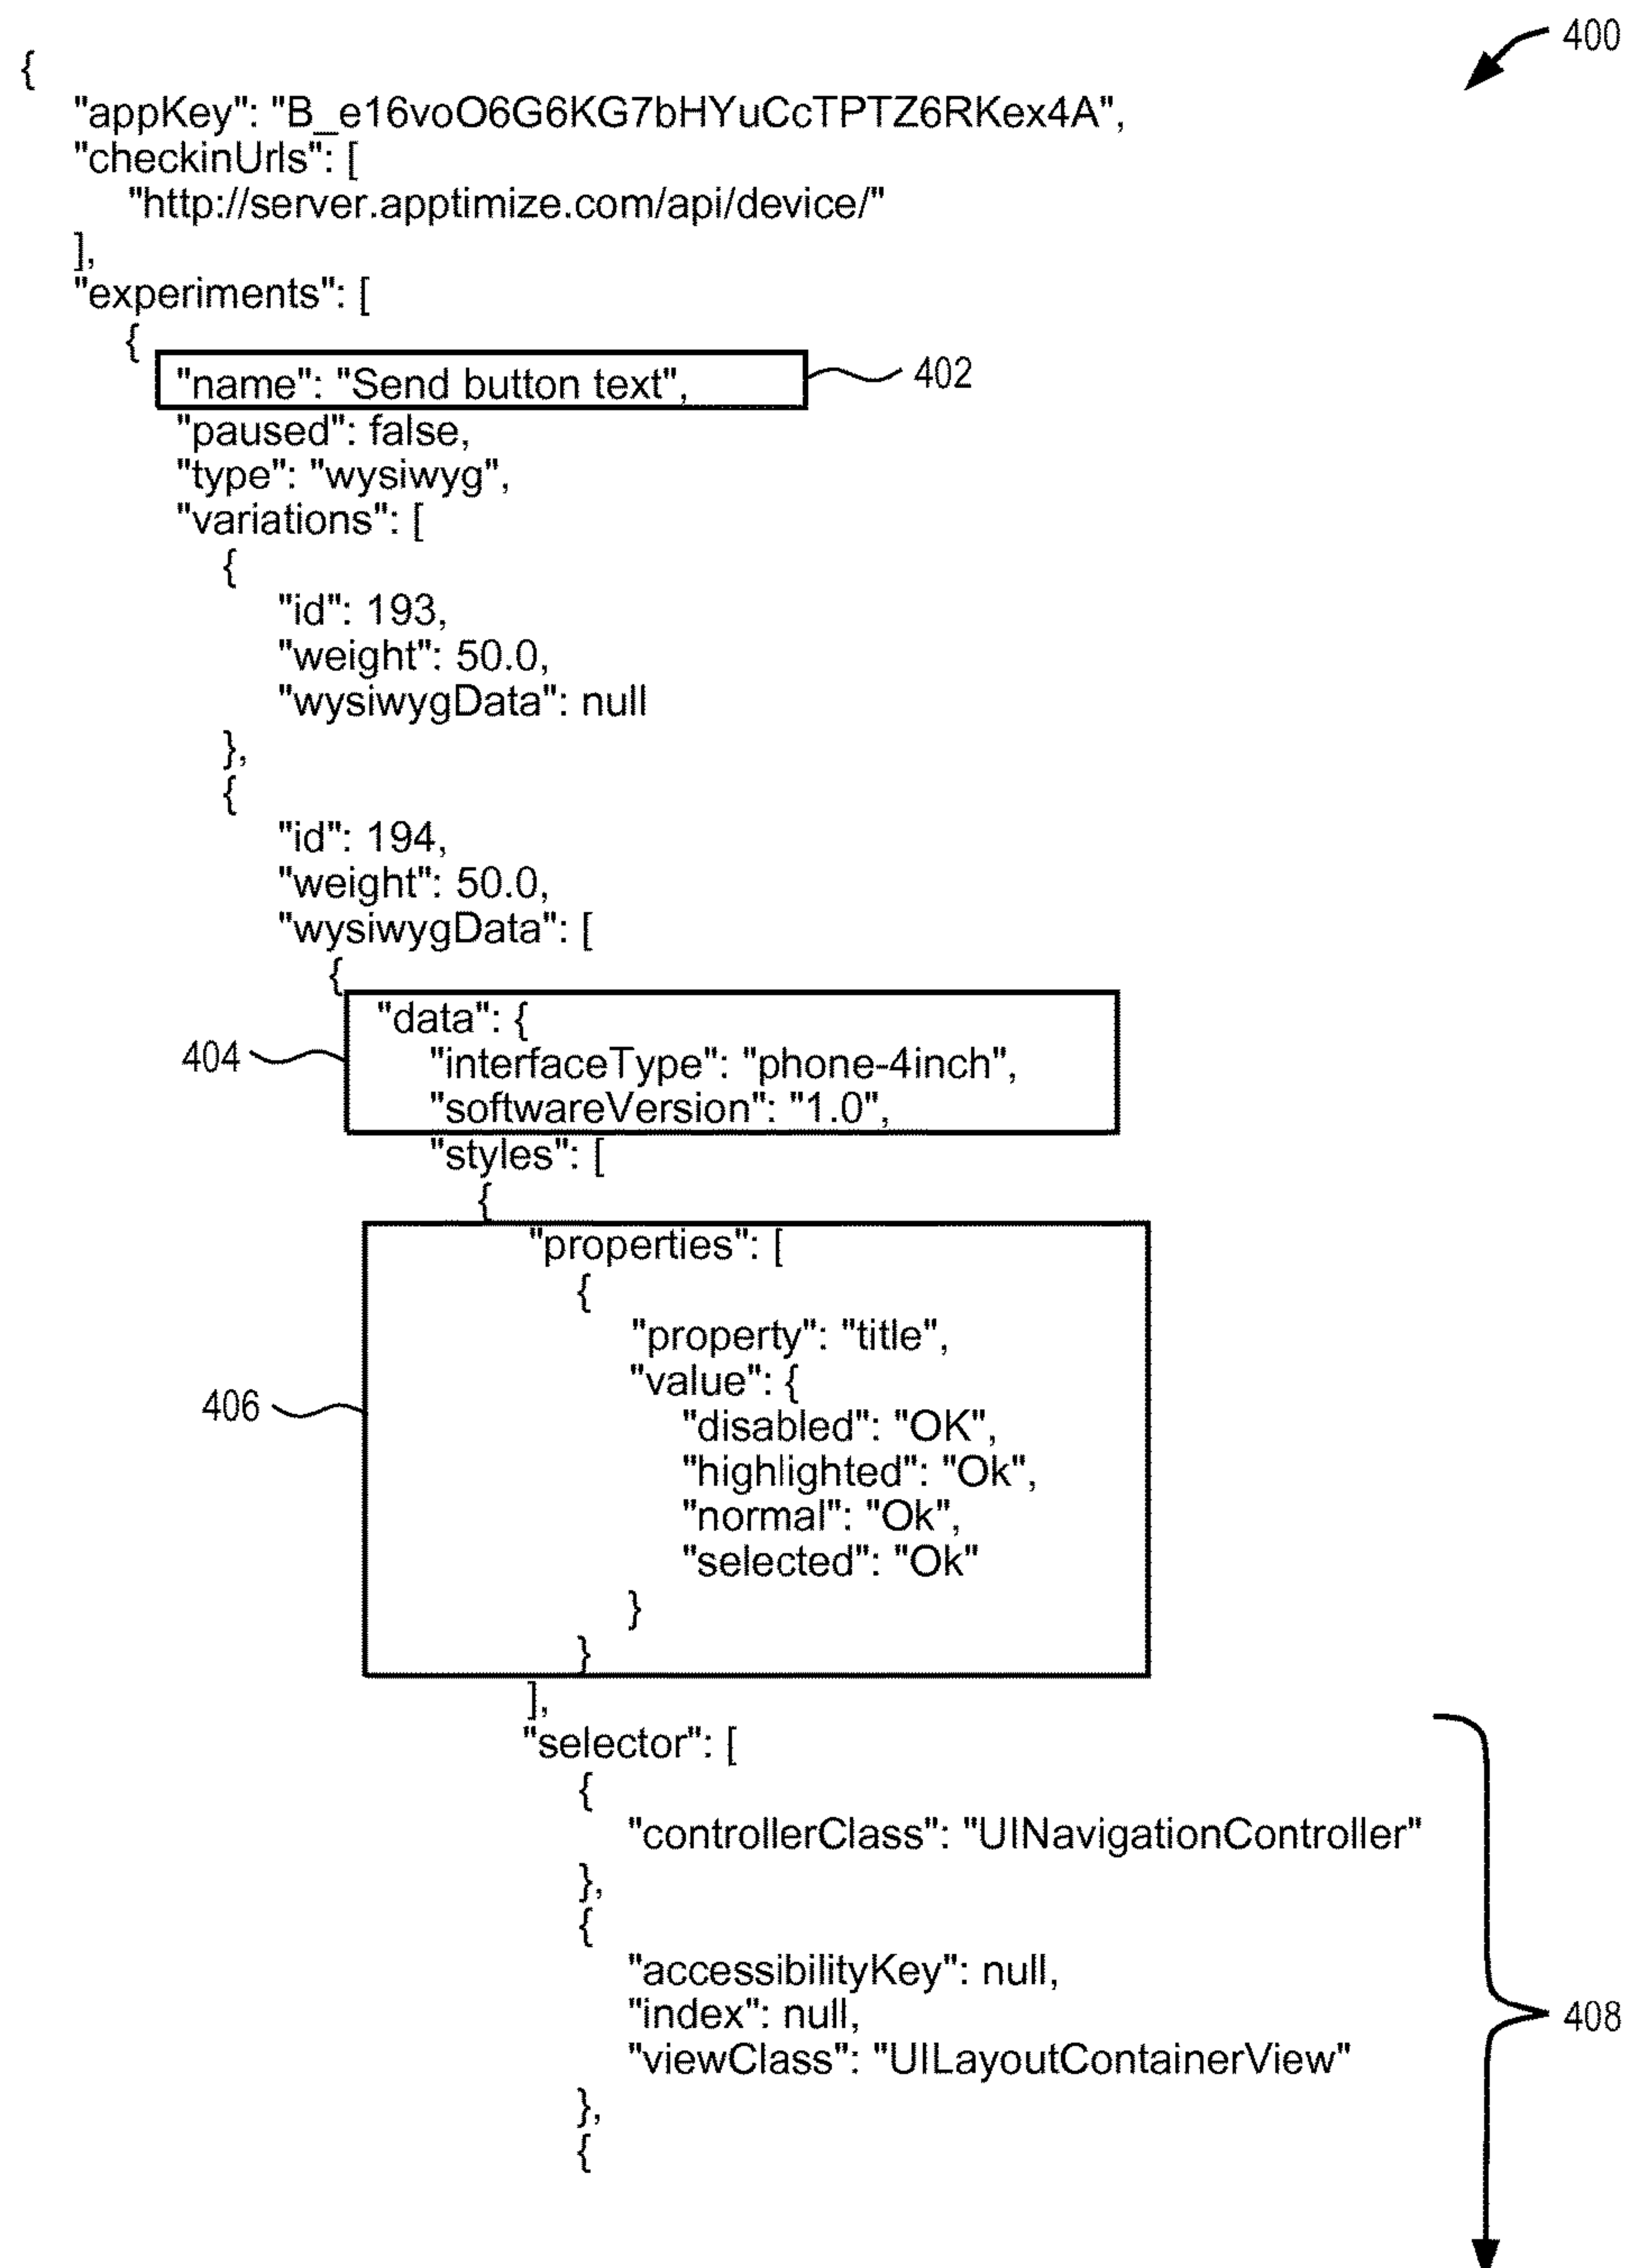 400
{
"appKey": "B_e16voO6G6KG7bHYuCcTPTZ6RKex4A",
"checkinUrls": [
"http://server.apptimize.com/api/device/"
],
"experiments": [
{
"name": "Send button text", 402
"paused": false,
"type": "wysiwyg",
"variations": [
{
"id": 193,
"weight": 50.0,
"wysiwygData": null
},
{
"id": 194,
"weight": 50.0,
"wysiwygData": [
{
"data": {
404 "interfaceType": "phone-4inch",
"softwareVersion": "1.0",
"styles": [
{
"properties": [
{
"property": "title",
"value": {
406 "disabled": "OK",
"highlighted": "Ok",
"normal": "Ok",
"selected": "Ok"
}
}
],
"selector": [
{
"controllerClass": "UINavigationController"
},
{
"accessibilityKey": null,
"index": null, 408
"viewClass": "UILayoutContainerView"
},
{